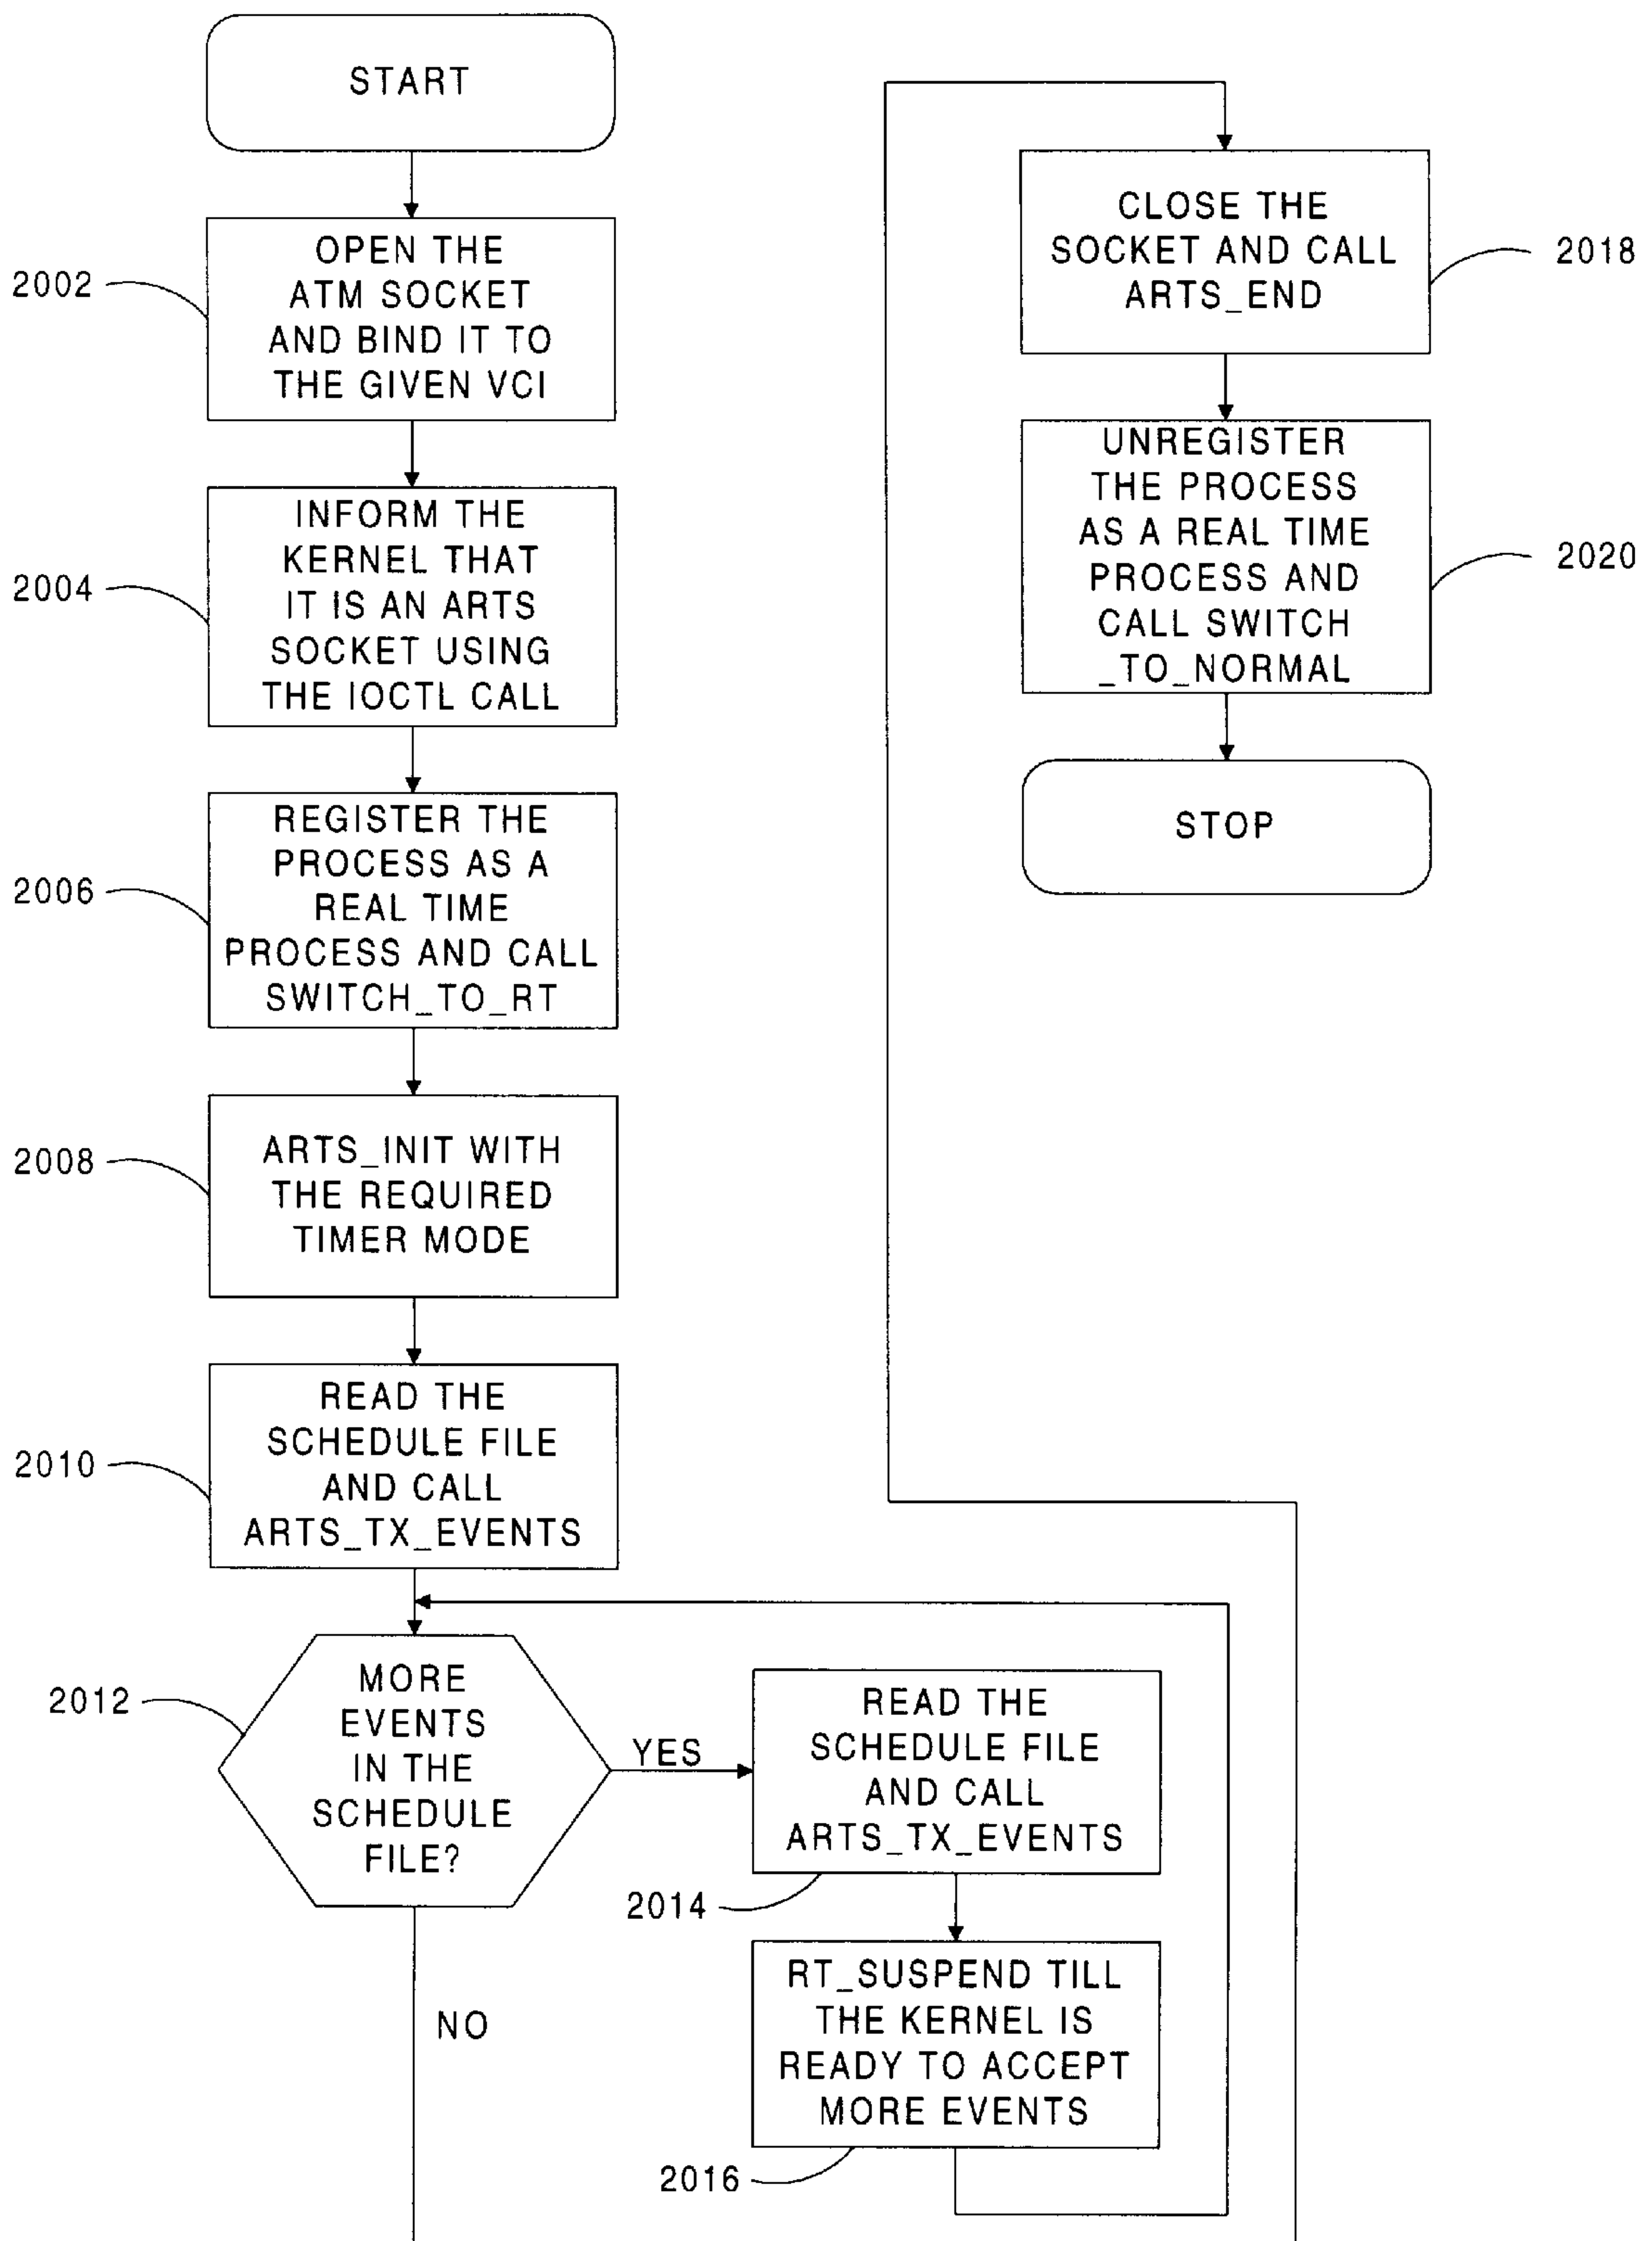 START
2002
OPEN THE
ATM SOCKET
AND BIND IT TO
THE GIVEN VCI
2004
INFORM THE
KERNEL THAT
IT IS AN ARTS
SOCKET USING
THE IOCTL CALL
2006
REGISTER THE
PROCESS AS A
REAL TIME
PROCESS AND CALL
SWITCH_TO_RT
2008
ARTS_INIT WITH
THE REQUIRED
TIMER MODE
2010
READ THE
SCHEDULE FILE
AND CALL
ARTS_TX_EVENTS
2012
MORE
EVENTS
IN THE
SCHEDULE
FILE?
YES
NO
READ THE
SCHEDULE FILE
AND CALL
ARTS_TX_EVENTS
2014
RT_SUSPEND TILL
THE KERNEL IS
READY TO ACCEPT
MORE EVENTS
2016
CLOSE THE
SOCKET AND CALL
ARTS_END
2018
UNREGISTER
THE PROCESS
AS A REAL TIME
PROCESS AND
CALL SWITCH
_TO_NORMAL
2020
STOP